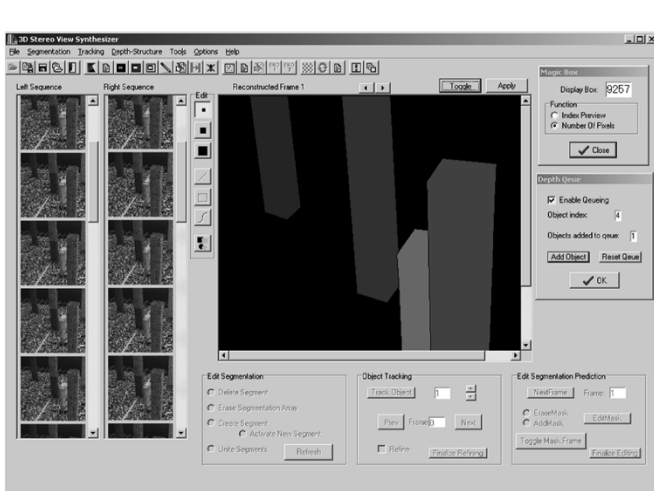 3D Stereo View Synthesizer
File Segmentation Tracking Depth-Structure Tools Options Help
Left Sequence
Right Sequence
Edit
Reconstructed Frame 1
Toggle
Apply
Magic Box
Display Box: 9257
Function
Index Preview
Number Of Pixels
Close
Depth Qeue
Enable Queueing
Object index: 4
Objects added to qeue: 1
Add Object
Reset Qeue
OK
Edit Segmentation
Delete Segment
Erase Segmentation Array
Create Segment
Activate New Segment
Unite Segments
Refresh
Object Tracking
Track Object
1
Prev
Frame
0
Next
Refine
Finalize Refining
Edit Segmentation Prediction
NextFrame
Frame: 1
EraseMask
AddMask
EditMask
Toggle Mask Frame
Finalize Editing